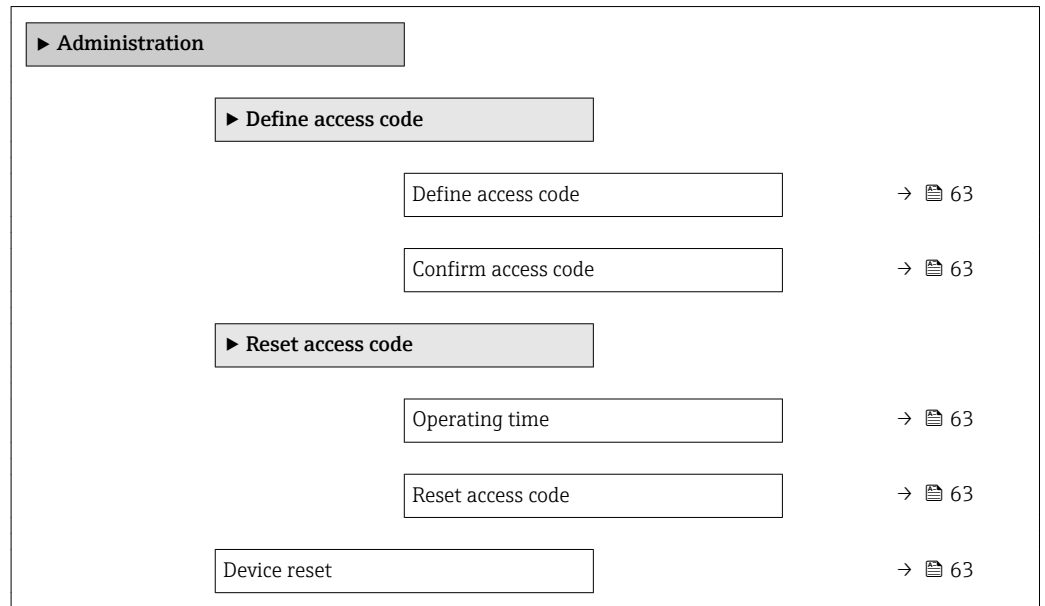 ▶ Administration
▶ Define access code
Define access code → 63
Confirm access code → 63
▶ Reset access code
Operating time → 63
Reset access code → 63
Device reset → 63